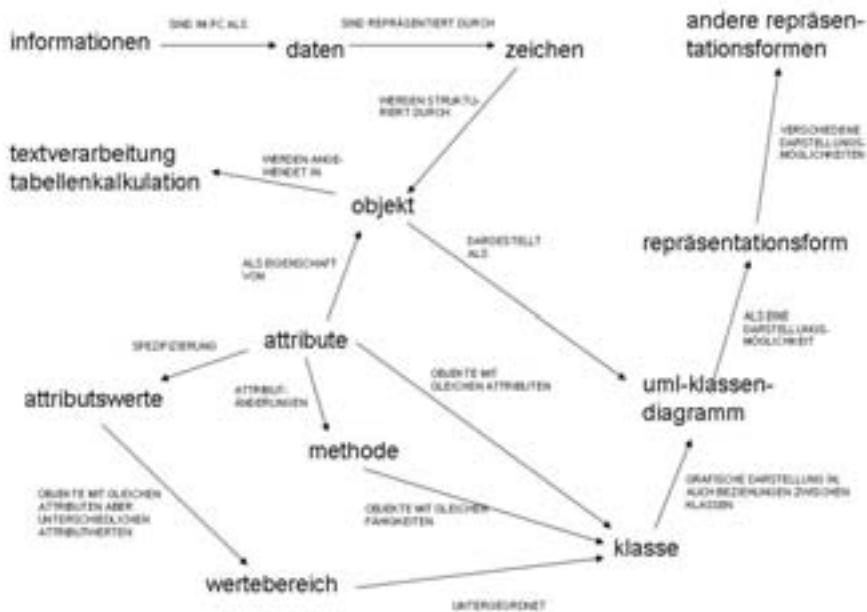 informationen
SIND IM PC ALS
daten
SIND REPRÄSENTIERT DURCH
zeichen
andere repräsen-
tationsformen
WERDEN STRUKTU-
RIERT DURCH
VERSCHIEDENE
DARSTELLUNGS-
MÖGLICHKEITEN
textverarbeitung
tabellenkalkulation
WERDEN ANGE-
WENDET IN
objekt
DARGESTELLT
ALS
repräsentationsform
ALS EIGENSCHAFT
VON
ALS EINE
DARSTELLUNGS-
MÖGLICHKEIT
SPEZIFIZIERUNG
attribute
attributswerte
ATTRIBUT-
ÄNDERUNGEN
OBJEKTE MIT
GLEICHEN ATTRIBUTEN
uml-klassen-
diagramm
methode
OBJEKTE MIT GLEICHEN
ATTRIBUTEN ABER
UNTERSCHIEDLICHEN
ATTRIBUTWERTEN
OBJEKTE MIT GLEICHEN
FÄHIGKEITEN
GRAFISCHE DARSTELLUNG IN,
AUCH BEZIEHUNGEN ZWISCHEN
KLASSEN
klasse
wertebereich
UNTERGEORDNET